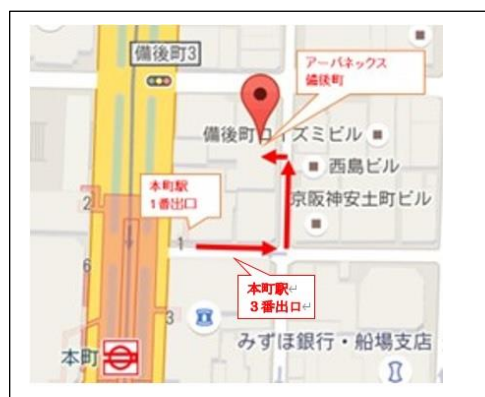 備後町3
アーバネックス
備後町
備後町ロイズミビル
西島ビル
本町駅
1番出口
京阪神安土町ビル
2
1
6
本町駅
3番出口
3
みずほ銀行・船場支店
本町